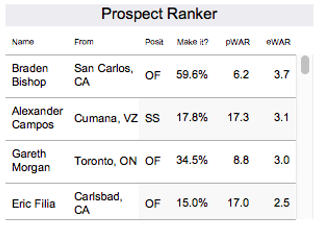 Prospect Ranker
Name From Posit Make it? pWAR eWAR
Braden Bishop San Carlos, CA OF 59.6% 6.2 3.7
Alexander Campos Cumana, VZ SS 17.8% 17.3 3.1
Gareth Morgan Toronto, ON OF 34.5% 8.8 3.0
Eric Filia Carlsbad, CA OF 15.0% 17.0 2.5